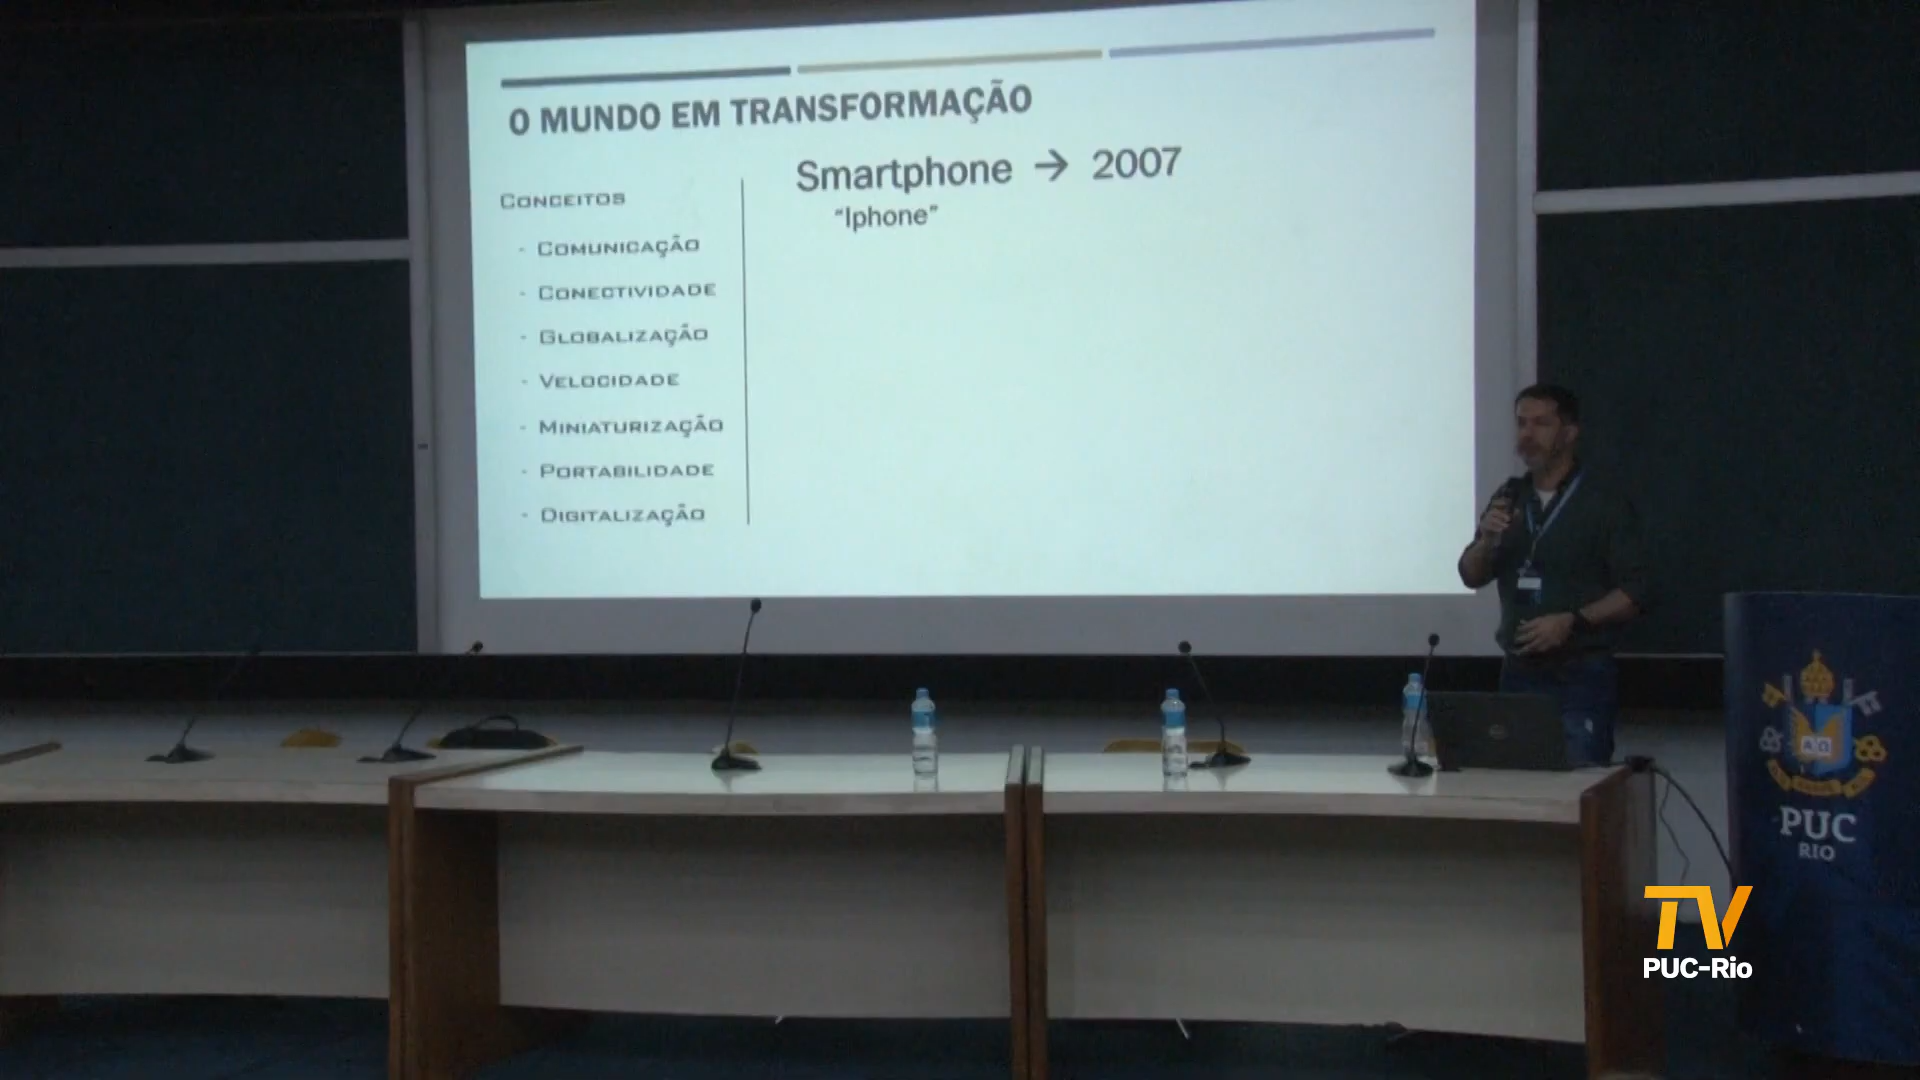 O MUNDO EM TRANSFORMAÇÃO
Smartphone → 2007
“Iphone”
CONCEITOS
- COMUNICAÇÃO
- CONECTIVIDADE
- GLOBALIZAÇÃO
- VELOCIDADE
- MINIATURIZAÇÃO
- PORTABILIDADE
- DIGITALIZAÇÃO
PUC
RIO
TV
PUC-Rio